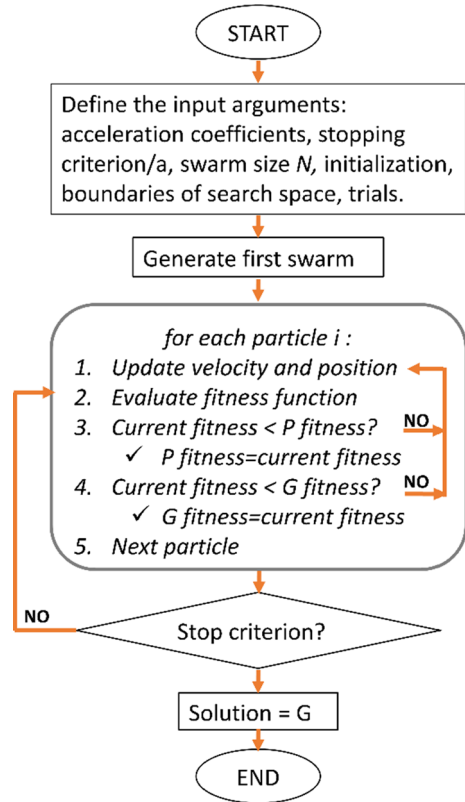 START
Define the input arguments:
acceleration coefficients, stopping
criterion/a, swarm size N, initialization,
boundaries of search space, trials.
Generate first swarm
for each particle i :
1. Update velocity and position
2. Evaluate fitness function
3. Current fitness < P fitness? NO
✓ P fitness=current fitness
4. Current fitness < G fitness? NO
✓ G fitness=current fitness
5. Next particle
NO
Stop criterion?
Solution = G
END